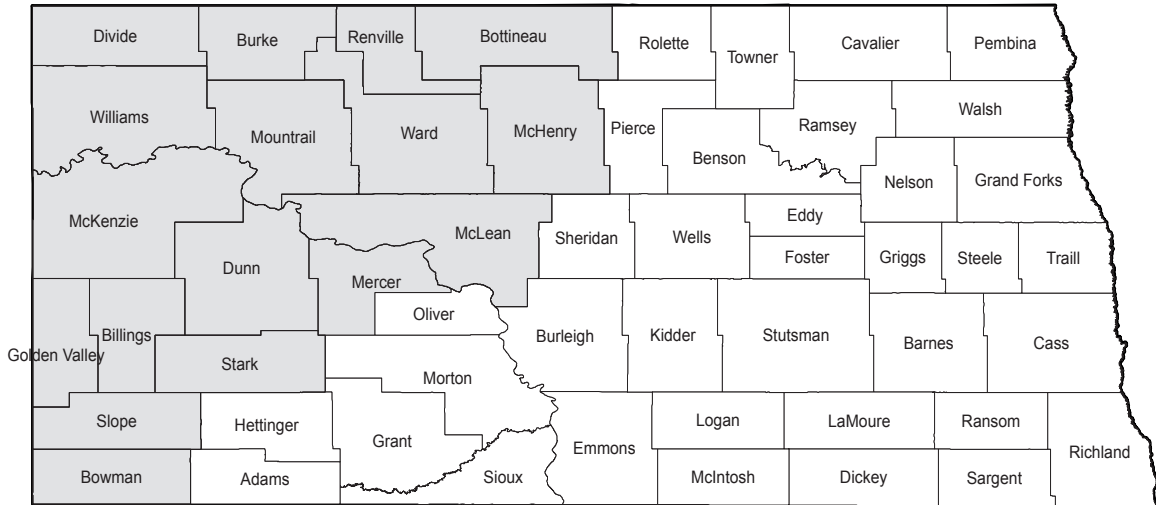 Divide
Burke
Renville
Bottineau
Rolette
Towner
Cavalier
Pembina
Williams
Mountrail
Ward
McHenry
Pierce
Benson
Ramsey
Walsh
Nelson
Grand Forks
McKenzie
Dunn
McLean
Mercer
Oliver
Sheridan
Wells
Eddy
Foster
Griggs
Steele
Traill
Golden Valley
Billings
Stark
Morton
Burleigh
Kidder
Stutsman
Barnes
Cass
Slope
Hettinger
Grant
Emmons
Logan
LaMoure
Ransom
Richland
Bowman
Adams
Sioux
McIntosh
Dickey
Sargent